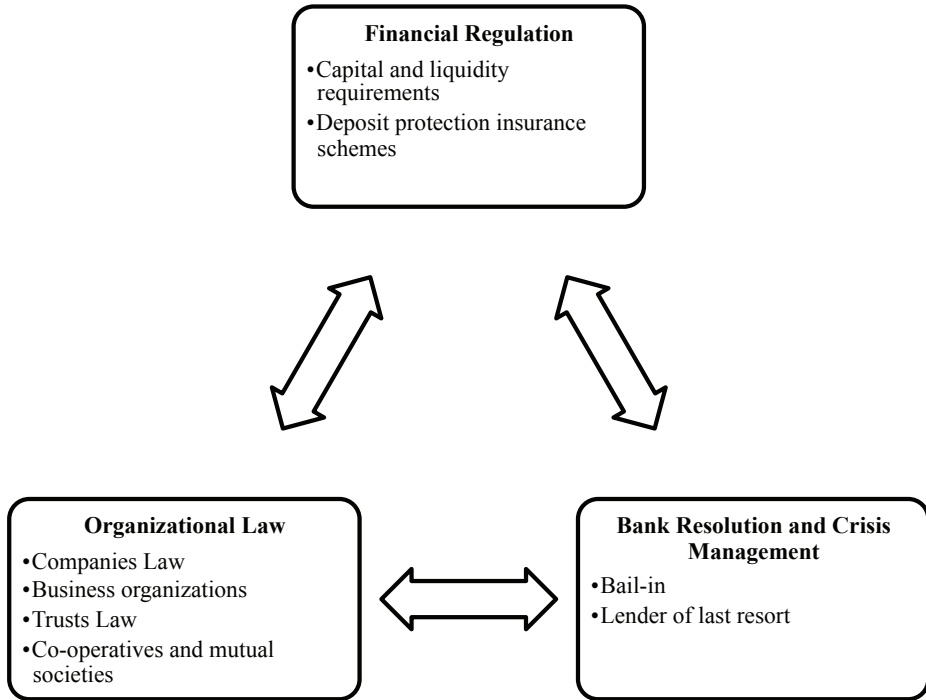 Financial Regulation
•Capital and liquidity
requirements
•Deposit protection insurance
schemes
Organizational Law
•Companies Law
•Business organizations
•Trusts Law
•Co-operatives and mutual
societies
Bank Resolution and Crisis
Management
•Bail-in
•Lender of last resort